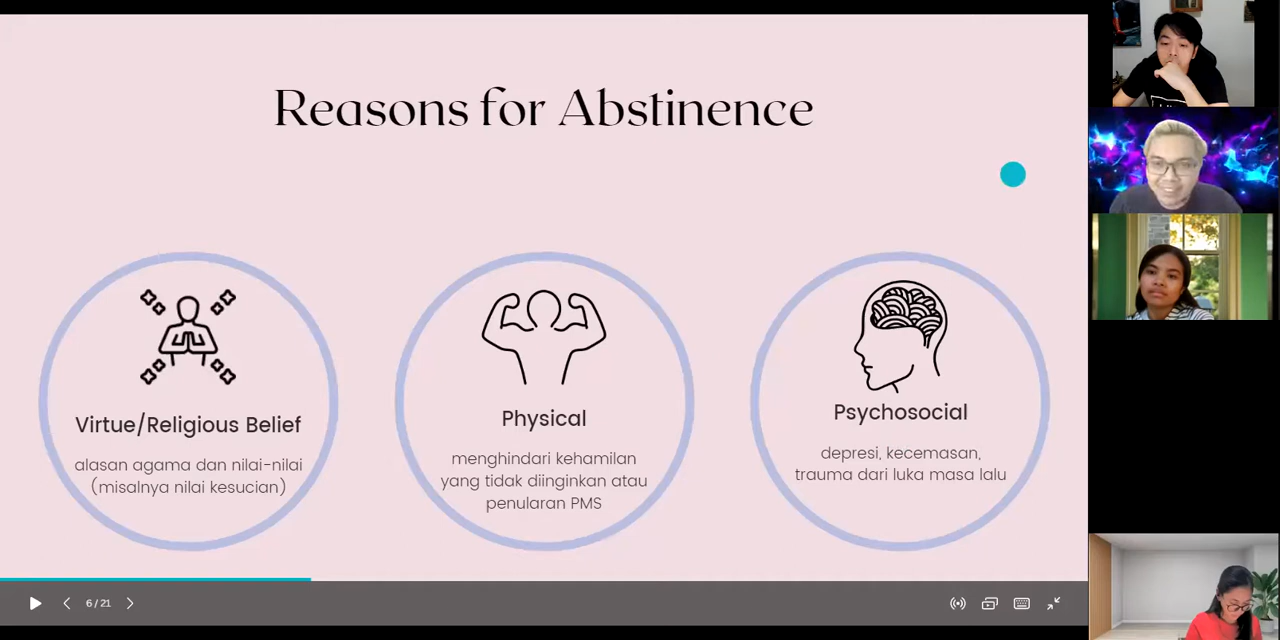 Reasons for Abstinence
Virtue/Religious Belief
alasan agama dan nilai-nilai
(misalnya nilai kesucian)
Physical
menghindari kehamilan
yang tidak diinginkan atau
penularan PMS
Psychosocial
depresi, kecemasan,
trauma dari luka masa lalu
6 / 21